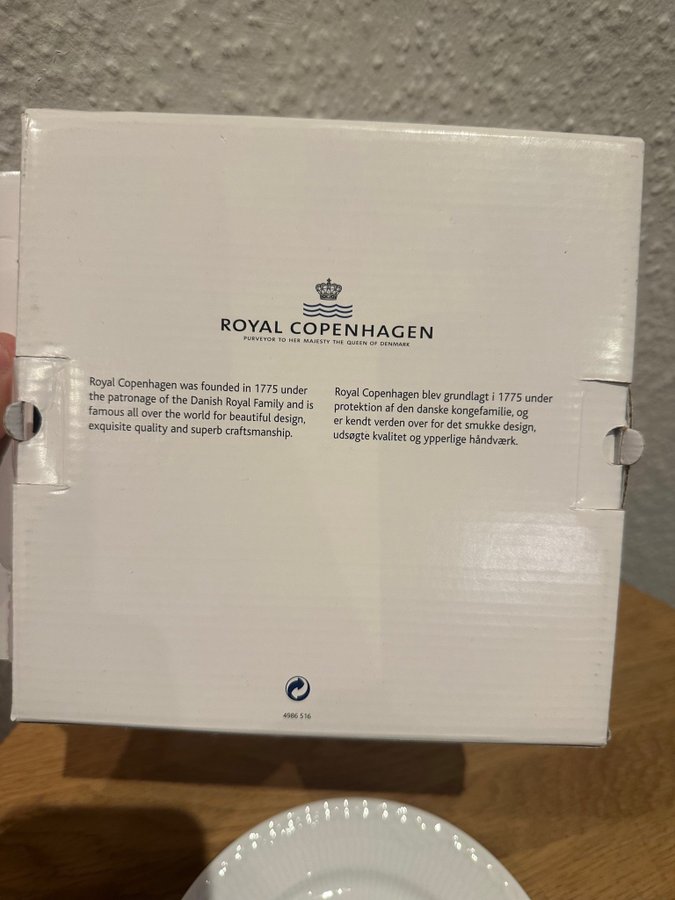 ROYAL COPENHAGEN
PURVEYOR TO HER MAJESTY THE QUEEN OF DENMARK
Royal Copenhagen was founded in 1775 under
the patronage of the Danish Royal Family and is
famous all over the world for beautiful design,
exquisite quality and superb craftsmanship.
Royal Copenhagen blev grundlagt i 1775 under
protektion af den danske kongefamilie, og
er kendt verden over for det smukke design,
udsøgte kvalitet og ypperlige håndværk.
4986 516